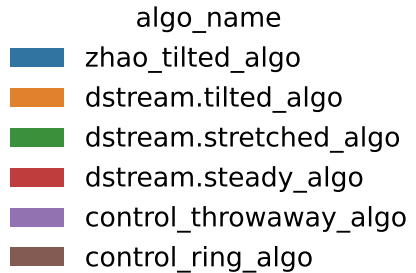 algo_name
zhao_tilted_algo
dstream.tilted_algo
dstream.stretched_algo
dstream.steady_algo
control_throwaway_algo
control_ring_algo